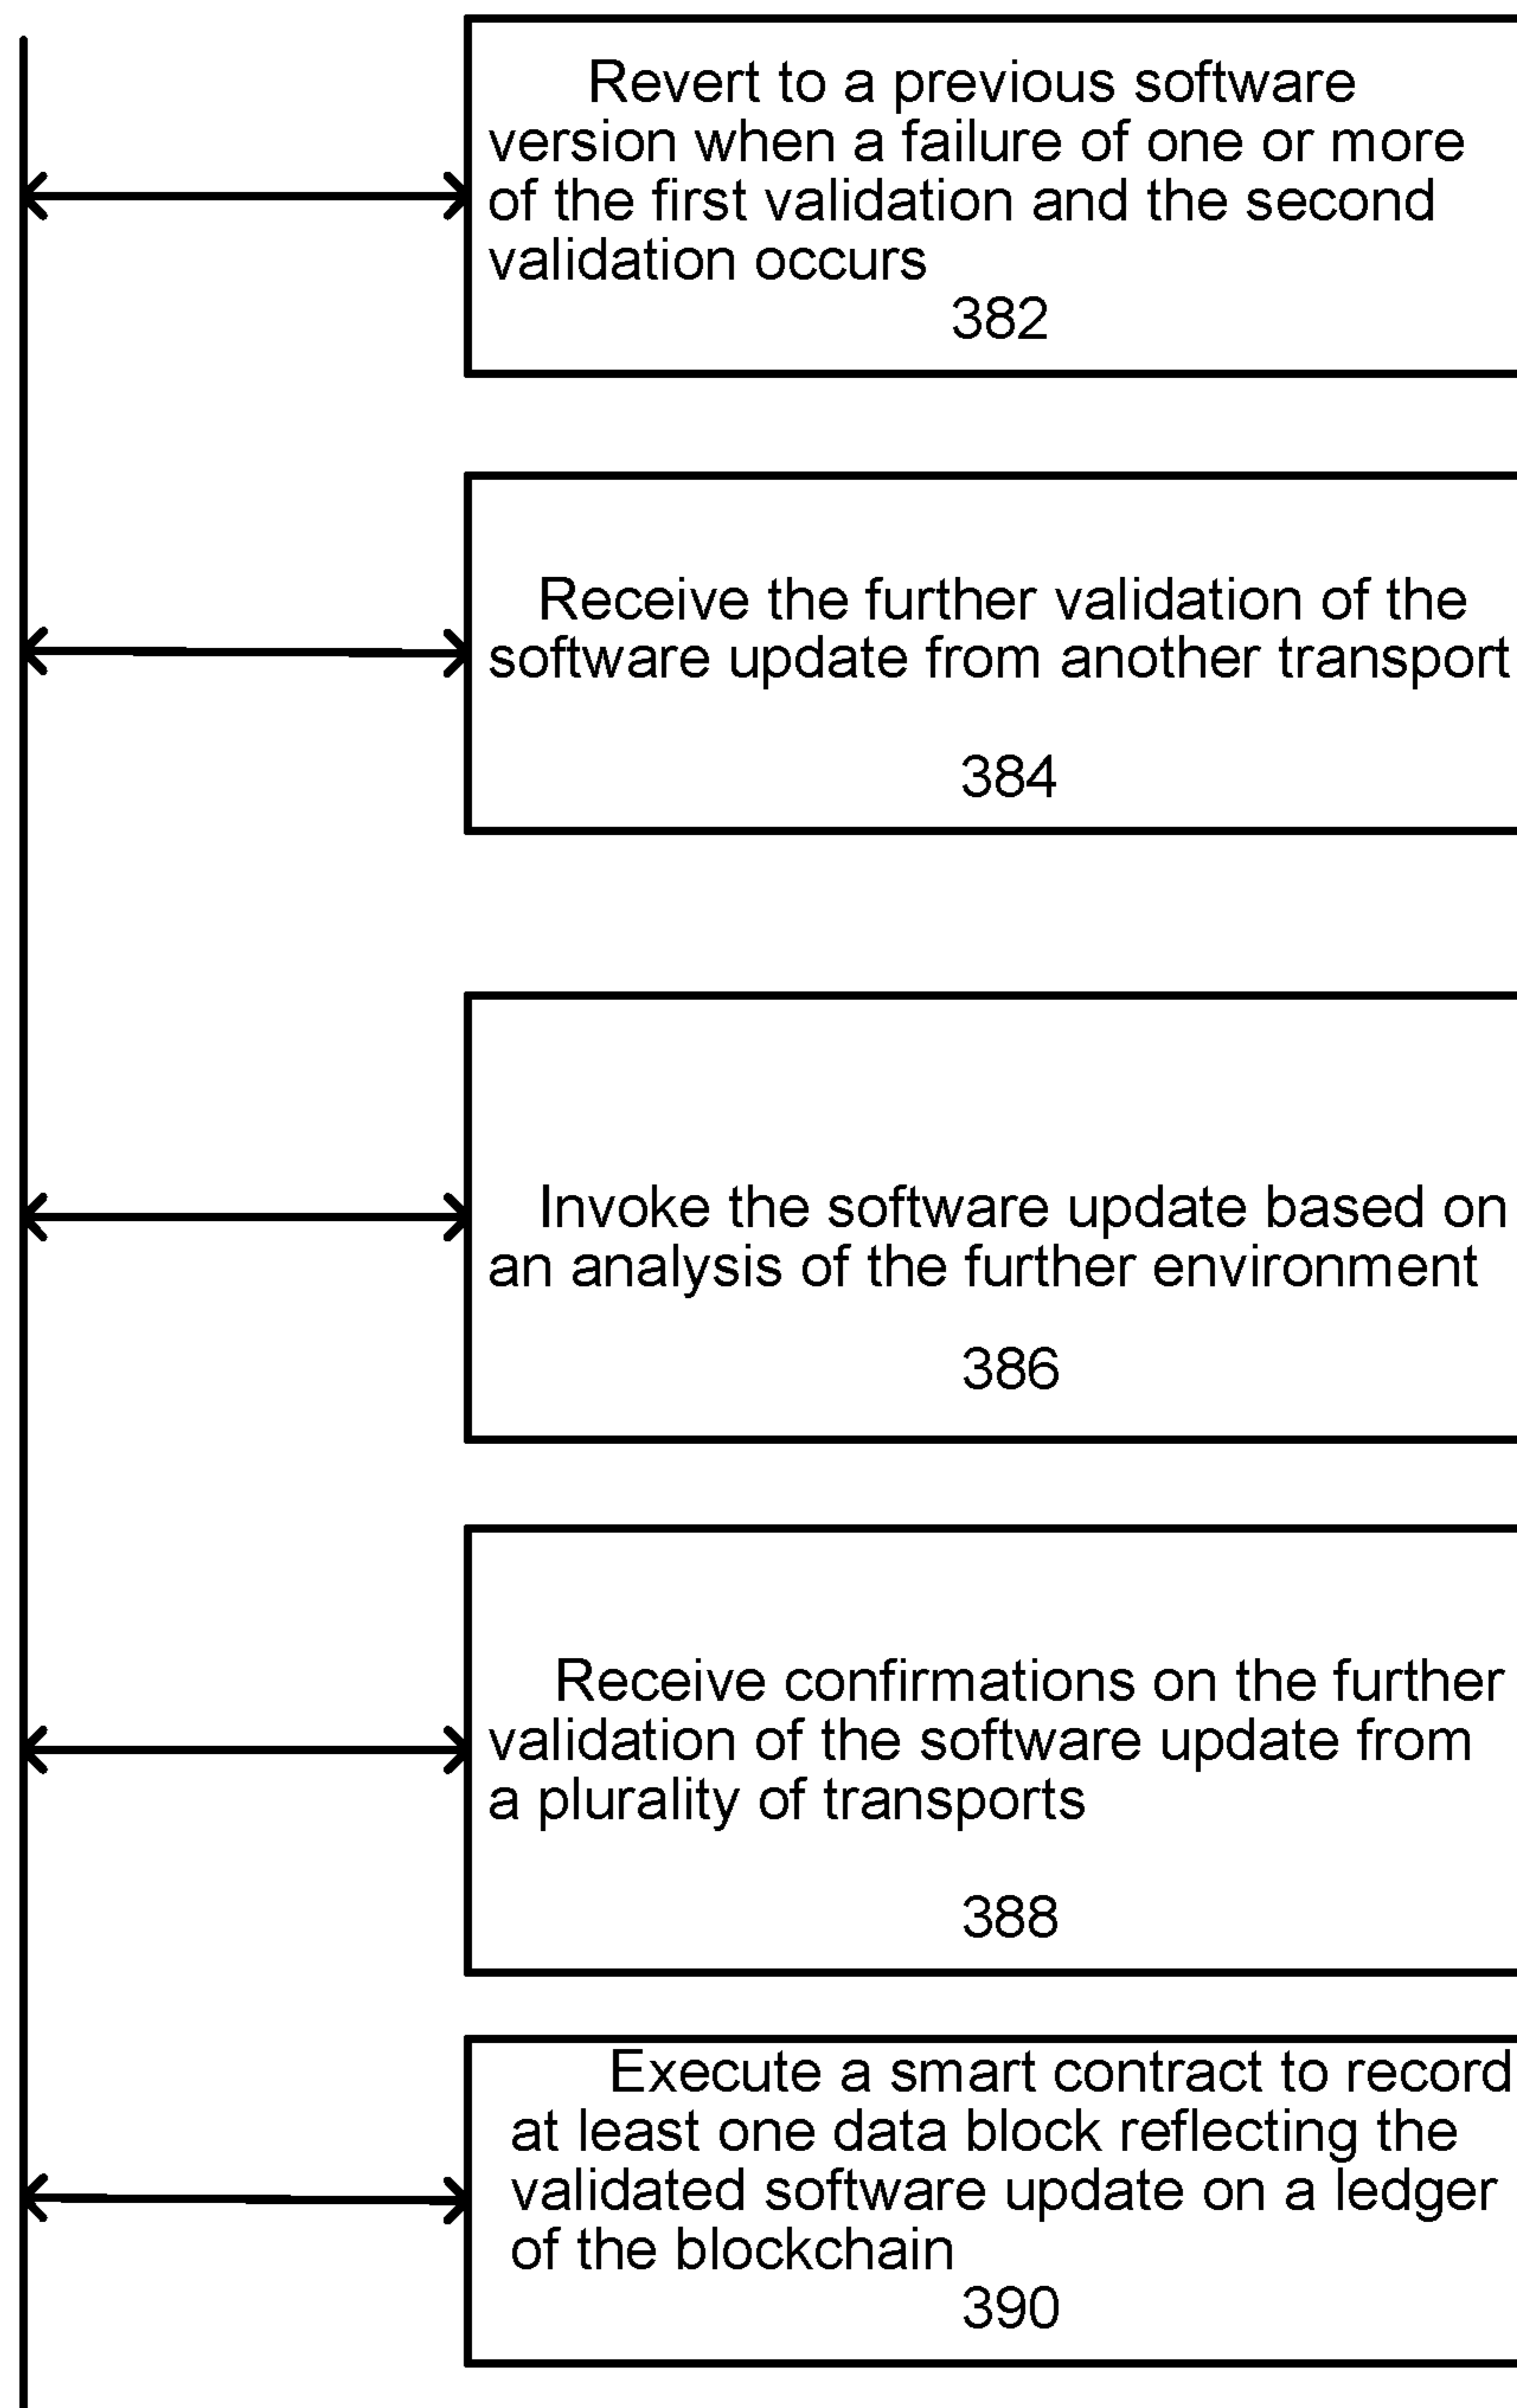 Revert to a previous software
version when a failure of one or more
of the first validation and the second
validation occurs
382
Receive the further validation of the
software update from another transport
384
Invoke the software update based on
an analysis of the further environment
386
Receive confirmations on the further
validation of the software update from
a plurality of transports
388
Execute a smart contract to record
at least one data block reflecting the
validated software update on a ledger
of the blockchain
390